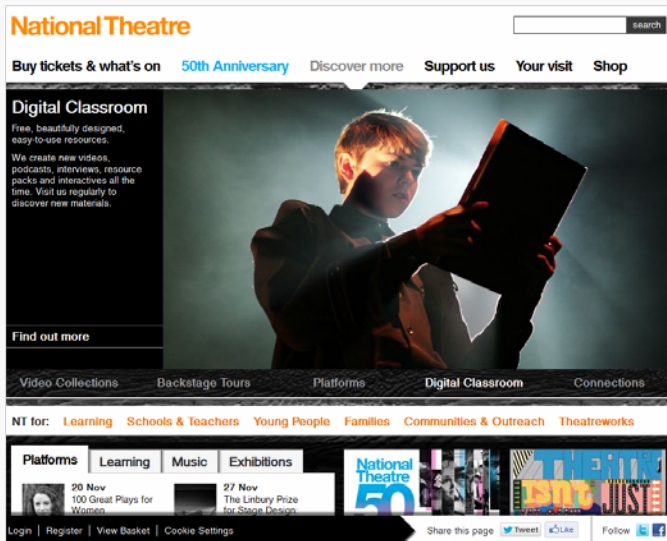 National Theatre
search
Buy tickets & what's on 50th Anniversary Discover more Support us Your visit Shop
Digital Classroom
Free, beautifully designed,
easy-to-use resources.
We create new videos,
podcasts, interviews, resource
packs and interactives all the
time. Visit us regularly to
discover new materials.
Find out more
Video Collections Backstage Tours Platforms Digital Classroom Connections
NT for: Learning Schools & Teachers Young People Families Communities & Outreach Theatreworks
Platforms Learning Music Exhibitions
20 Nov
100 Great Plays for
Women
27 Nov
The Linbury Prize
for Stage Design:
National
Theatre
50
THEATRE
isn't JUST
Login | Register | View Basket | Cookie Settings
Share this page Tweet Like Follow